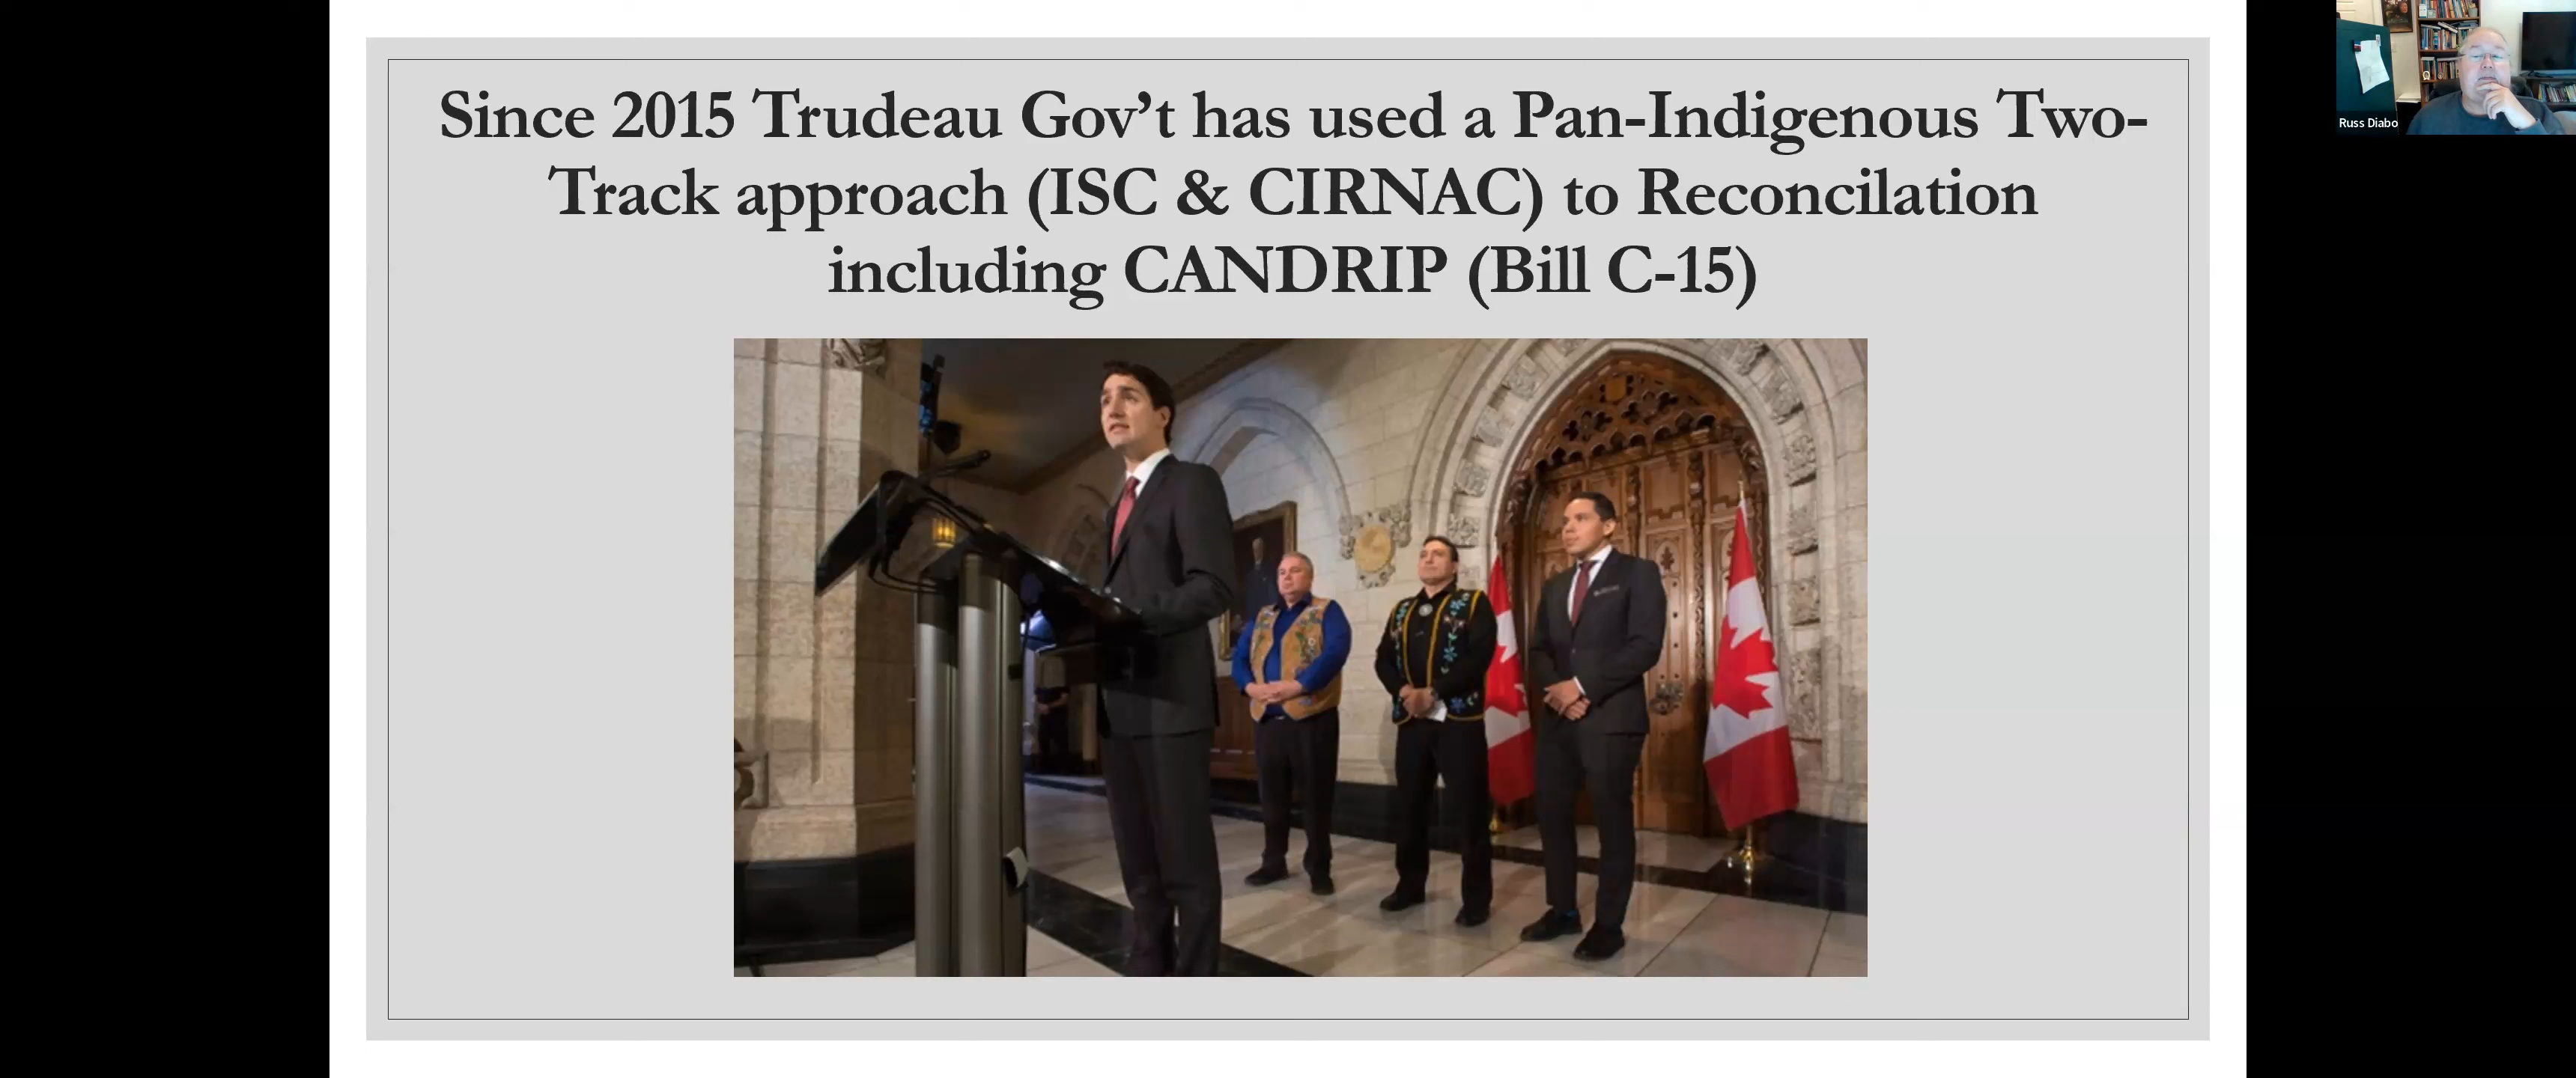 Since 2015 Trudeau Gov’t has used a Pan-Indigenous Two-
Track approach (ISC & CIRNAC) to Reconcilation
including CANDRIP (Bill C-15)
Russ Diabo